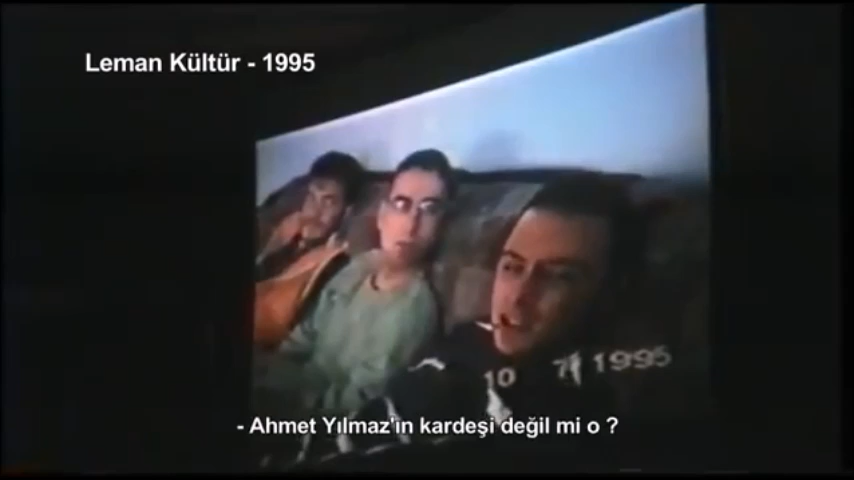 Leman Kültür - 1995
10 7 1995
- Ahmet Yılmaz'ın kardeşi değil mi o ?